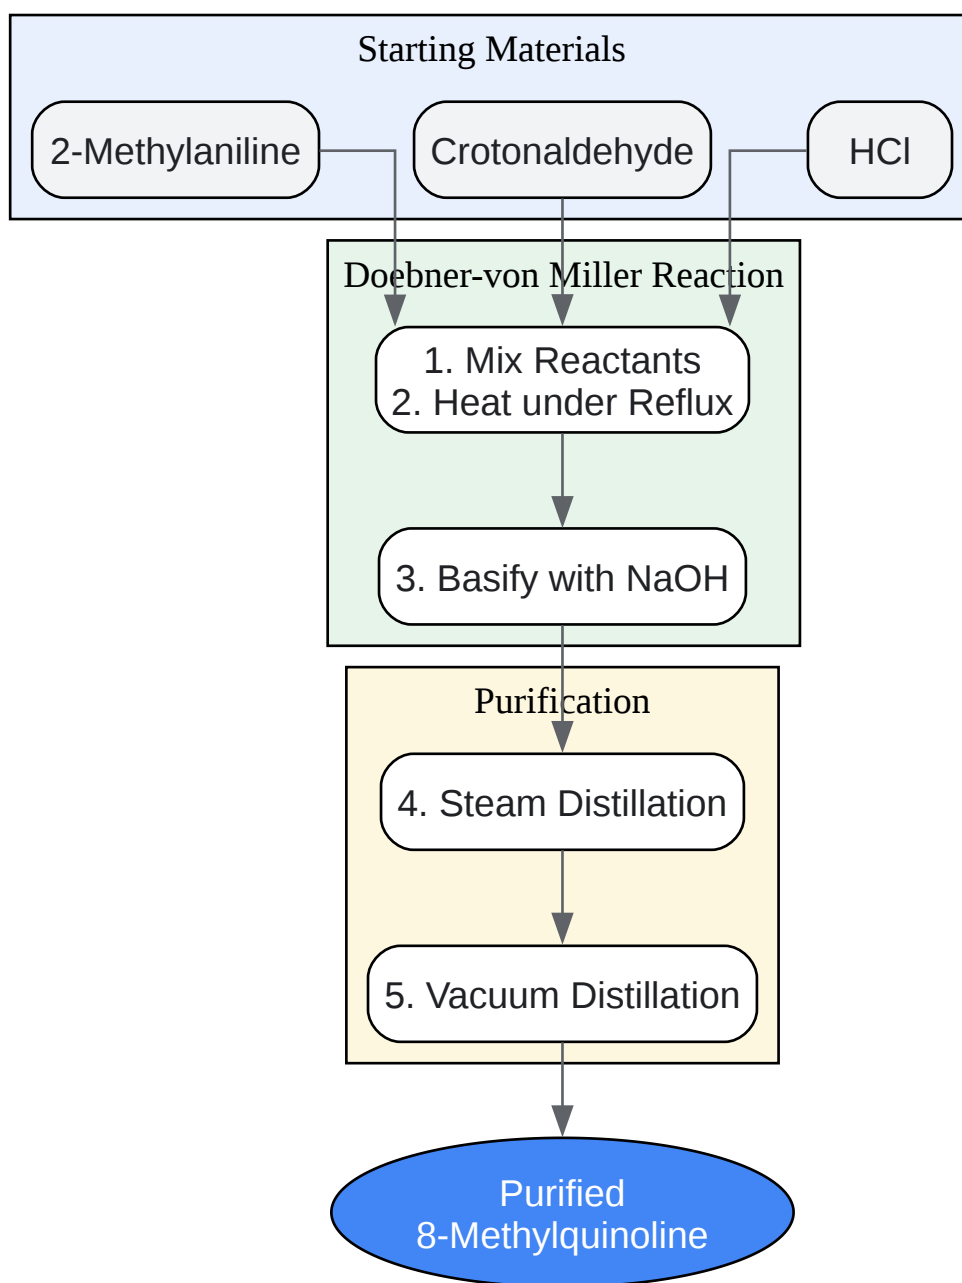 Starting Materials
2-Methylaniline
Crotonaldehyde
HCl
Doebner-von Miller Reaction
1. Mix Reactants
2. Heat under Reflux
3. Basify with NaOH
Purification
4. Steam Distillation
5. Vacuum Distillation
Purified
8-Methylquinoline